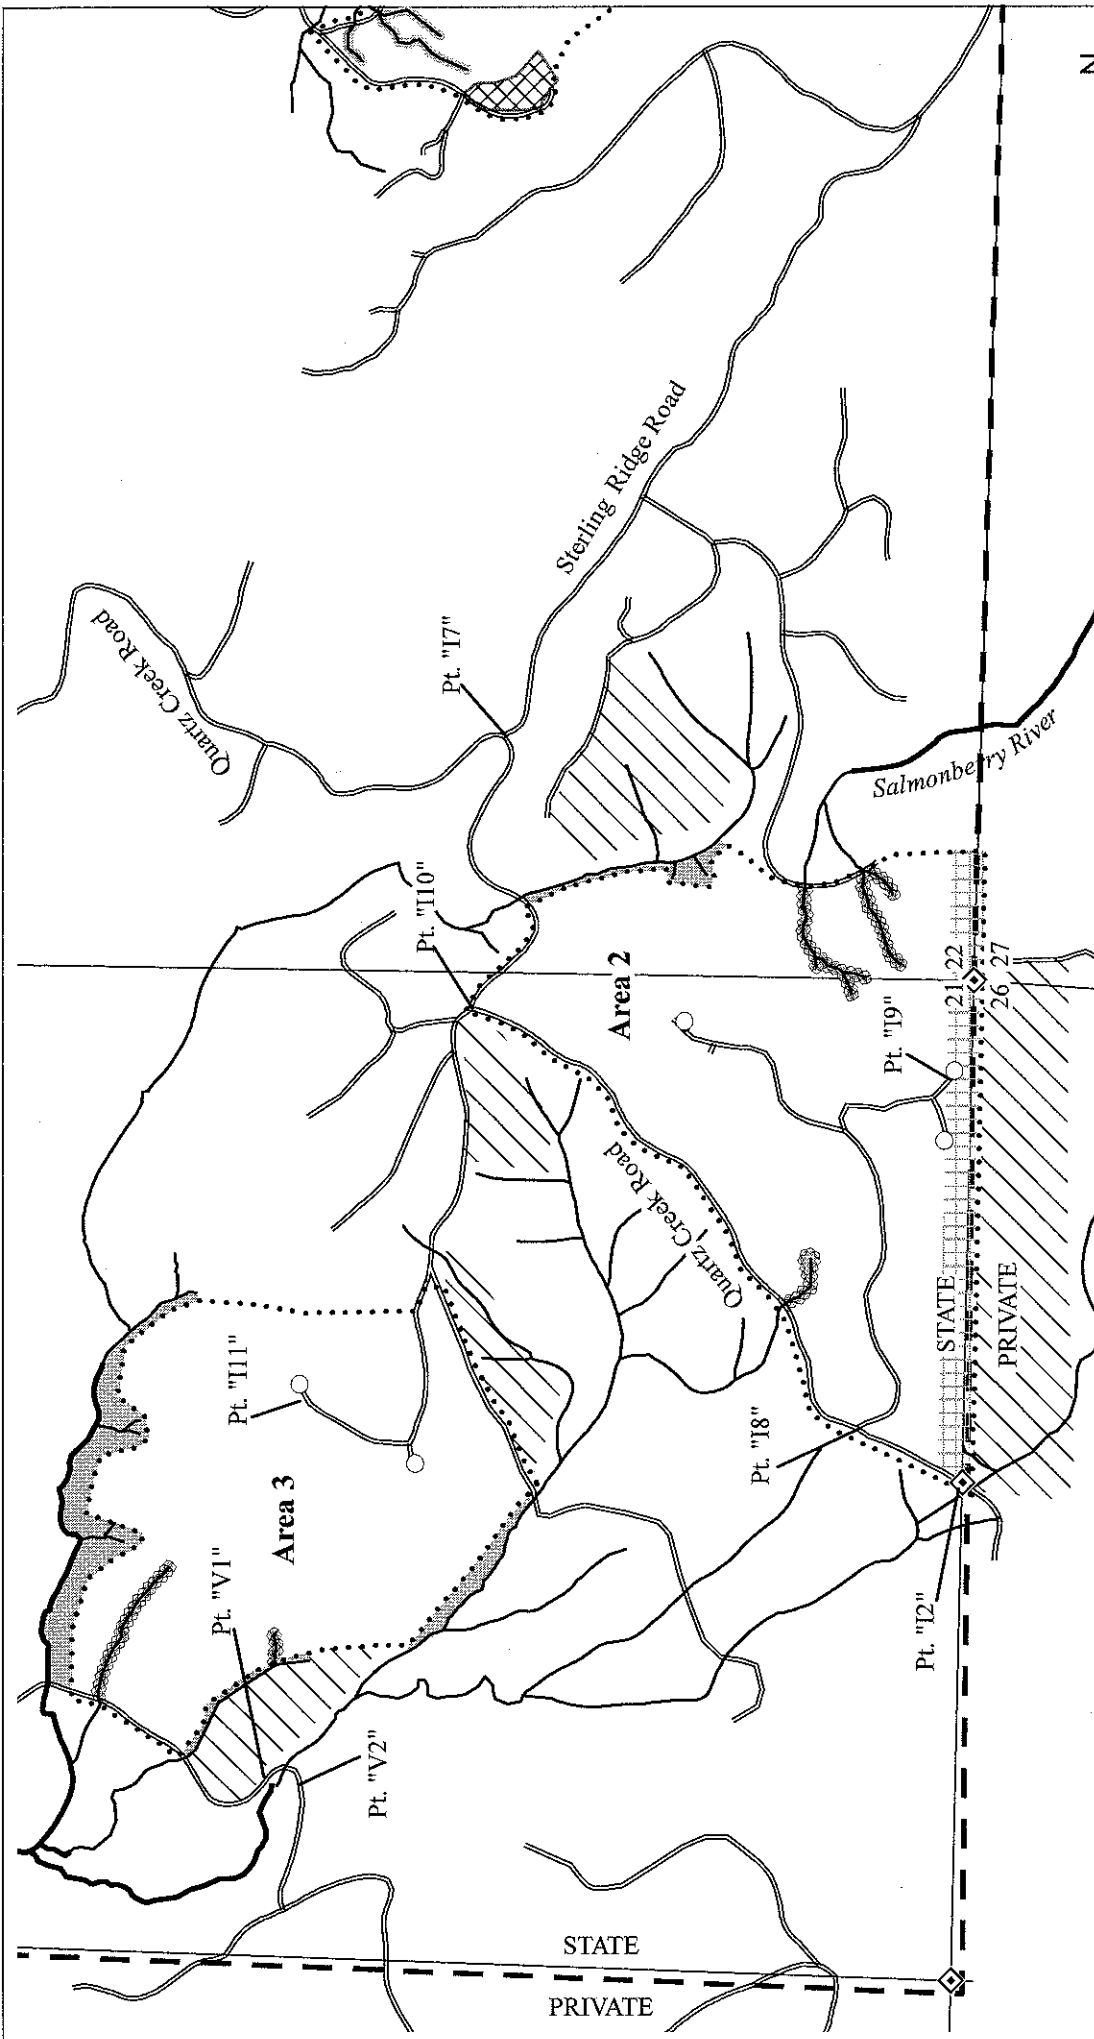 N
Sterling Ridge Road
Quartz Creek Road
Pt. "I7"
Salmonberry River
Pt. "I10"
Area 2
22
27
21
26
Pt. "I9"
Quartz Creek Road
STATE
PRIVATE
Pt. "I11"
Pt. "I8"
Area 3
Pt. "V1"
Pt. "I2"
Pt. "V2"
STATE
PRIVATE